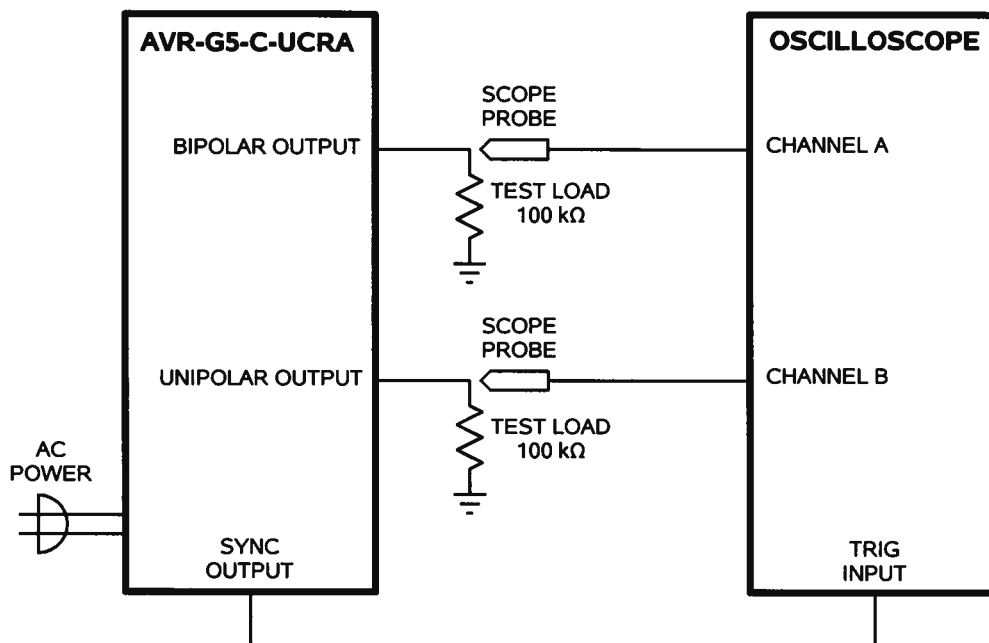 AVR-G5-C-UCRA
OSCILLOSCOPE
SCOPE
PROBE
BIPOLAR OUTPUT
CHANNEL A
TEST LOAD
100 kΩ
SCOPE
PROBE
UNIPOLAR OUTPUT
CHANNEL B
TEST LOAD
100 kΩ
AC
POWER
SYNC
OUTPUT
TRIG
INPUT